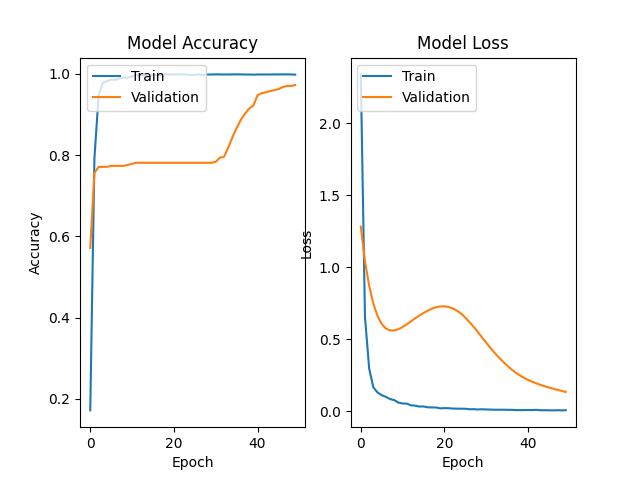 Model Accuracy
1.0
0.8
0.6
0.4
0.2
Accuracy
Train
Validation
0
20
40
Epoch
Model Loss
2.0
1.5
1.0
0.5
0.0
Loss
Train
Validation
0
20
40
Epoch